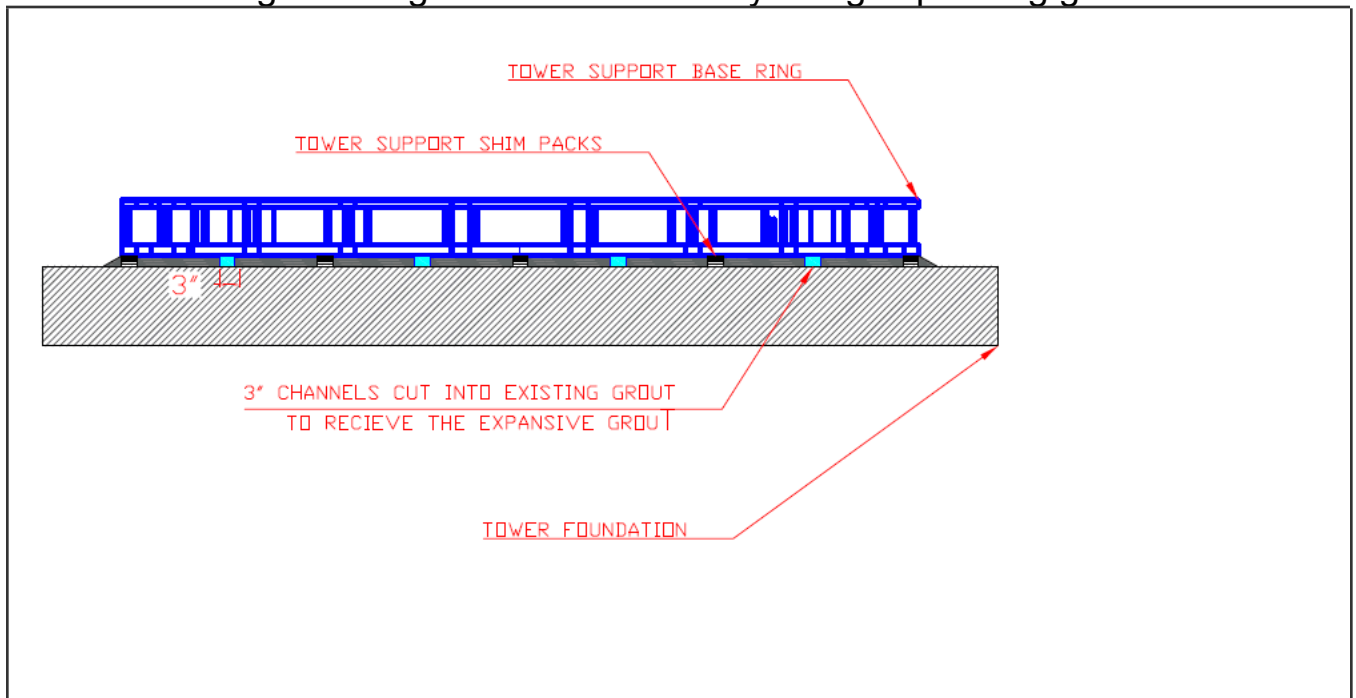 TOWER SUPPORT BASE RING
TOWER SUPPORT SHIM PACKS
3"
3" CHANNELS CUT INTO EXISTING GROUT
TO RECIEVE THE EXPANSIVE GROUT
TOWER FOUNDATION